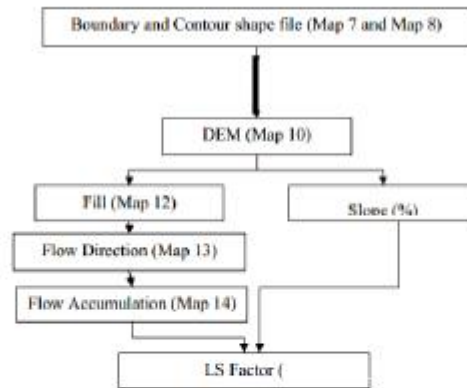 Boundary and Contour shape file (Map 7 and Map 8)
DEM (Map 10)
Fill (Map 12)
Slope (%)
Flow Direction (Map 13)
Flow Accumulation (Map 14)
LS Factor (